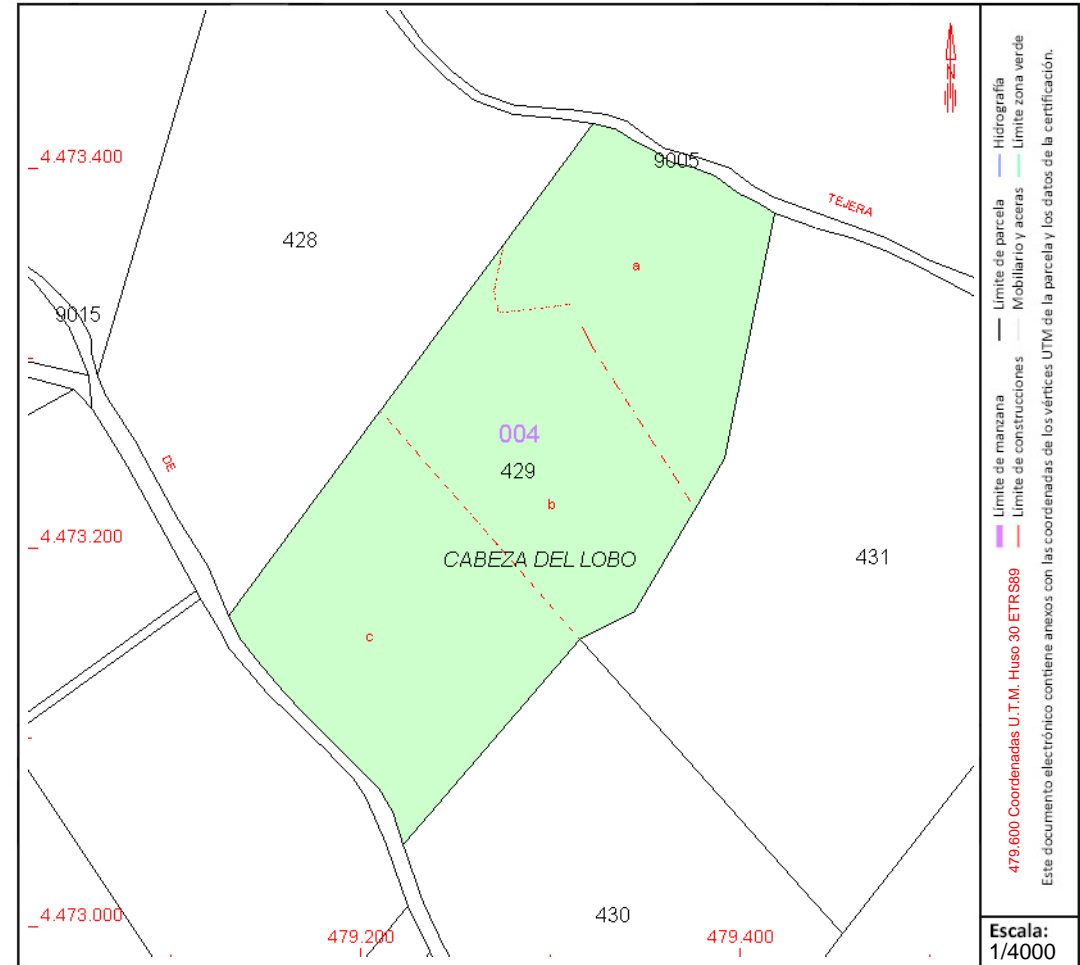 N
4.473.400
9005
TEJERA
428
a
9015
004
429
DE
b
4.473.200
CABEZA DEL LOBO
431
c
4.473.000
479.200
430
479.400
Límite de manzana
Límite de parcela
Hidrografía
Límite de construcciones
Mobiliario y aceras
Límite zona verde
479.600 Coordenadas U.T.M. Huso 30 ETRS89
Este documento electrónico contiene anexos con las coordenadas de los vértices UTM de la parcela y los datos de la certificación.
Escala:
1/4000